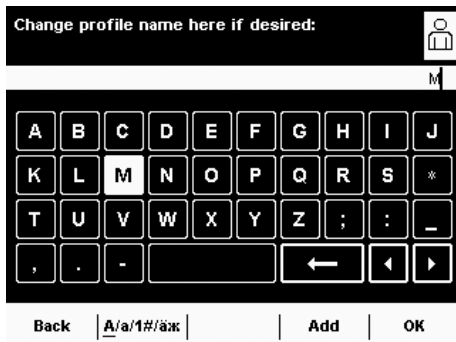 Change profile name here if desired:
M
A B C D E F G H I J
K L M N O P Q R S *
T U V W X Y Z ; : _
, . -
Back A/a/1#/äж Add OK